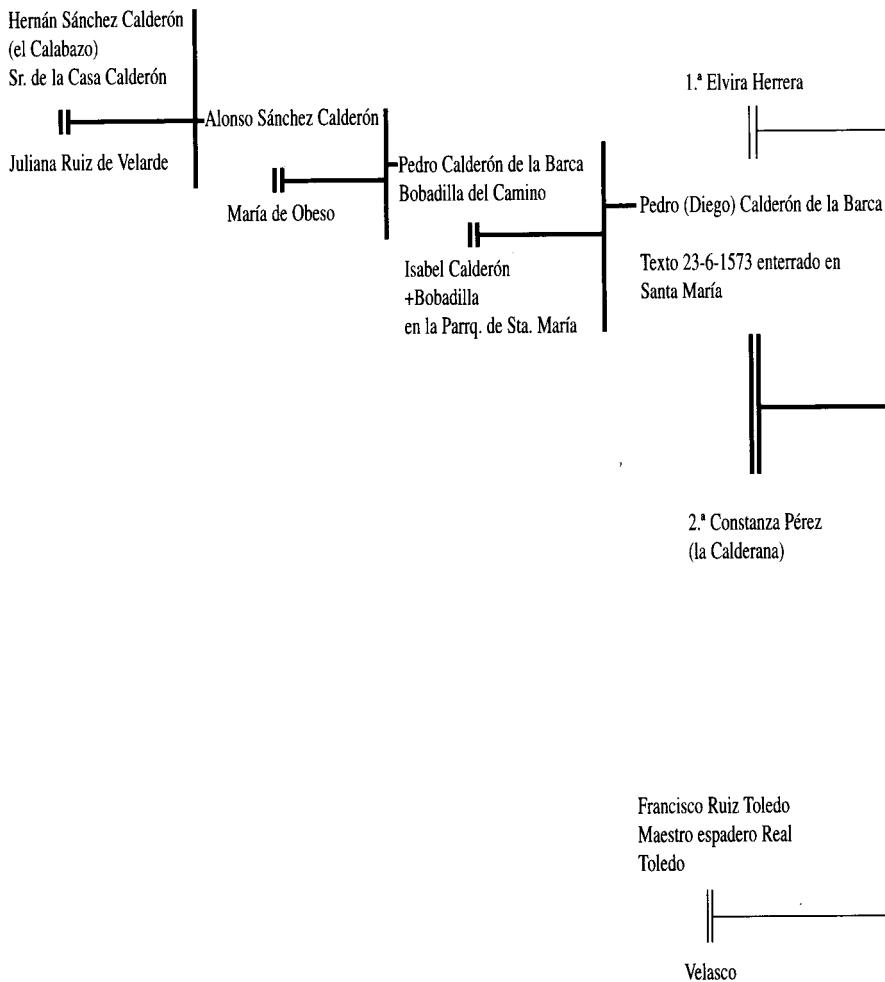 Hernán Sánchez Calderón
(el Calabazo)
Sr. de la Casa Calderón
Juliana Ruiz de Velarde
Alonso Sánchez Calderón
María de Obeso
Pedro Calderón de la Barca
Bobadilla del Camino
Isabel Calderón
+Bobadilla
en la Parrq. de Sta. María
1.ª Elvira Herrera
Pedro (Diego) Calderón de la Barca
Texto 23-6-1573 enterrado en
Santa María
2.ª Constanza Pérez
(la Calderana)
Francisco Ruiz Toledo
Maestro espadero Real
Toledo
Velasco